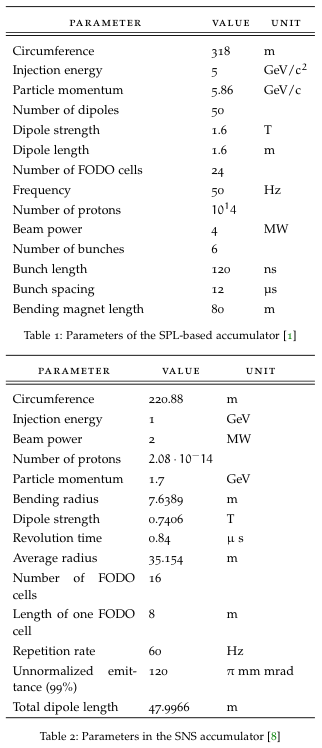 PARAMETER VALUE UNIT
Circumference 318 m
Injection energy 5 GeV/c²
Particle momentum 5.86 GeV/c
Number of dipoles 50
Dipole strength 1.6 T
Dipole length 1.6 m
Number of FODO cells 24
Frequency 50 Hz
Number of protons 10¹4
Beam power 4 MW
Number of bunches 6
Bunch length 120 ns
Bunch spacing 12 µs
Bending magnet length 80 m
Table 1: Parameters of the SPL-based accumulator [1]
PARAMETER VALUE UNIT
Circumference 220.88 m
Injection energy 1 GeV
Beam power 2 MW
Number of protons 2.08 · 10⁻14
Particle momentum 1.7 GeV
Bending radius 7.6389 m
Dipole strength 0.7406 T
Revolution time 0.84 µ s
Average radius 35.154 m
Number of FODO 16
cells
Length of one FODO 8 m
cell
Repetition rate 60 Hz
Unnormalized emit- 120 π mm mrad
tance (99%)
Total dipole length 47.9966 m
Table 2: Parameters in the SNS accumulator [8]